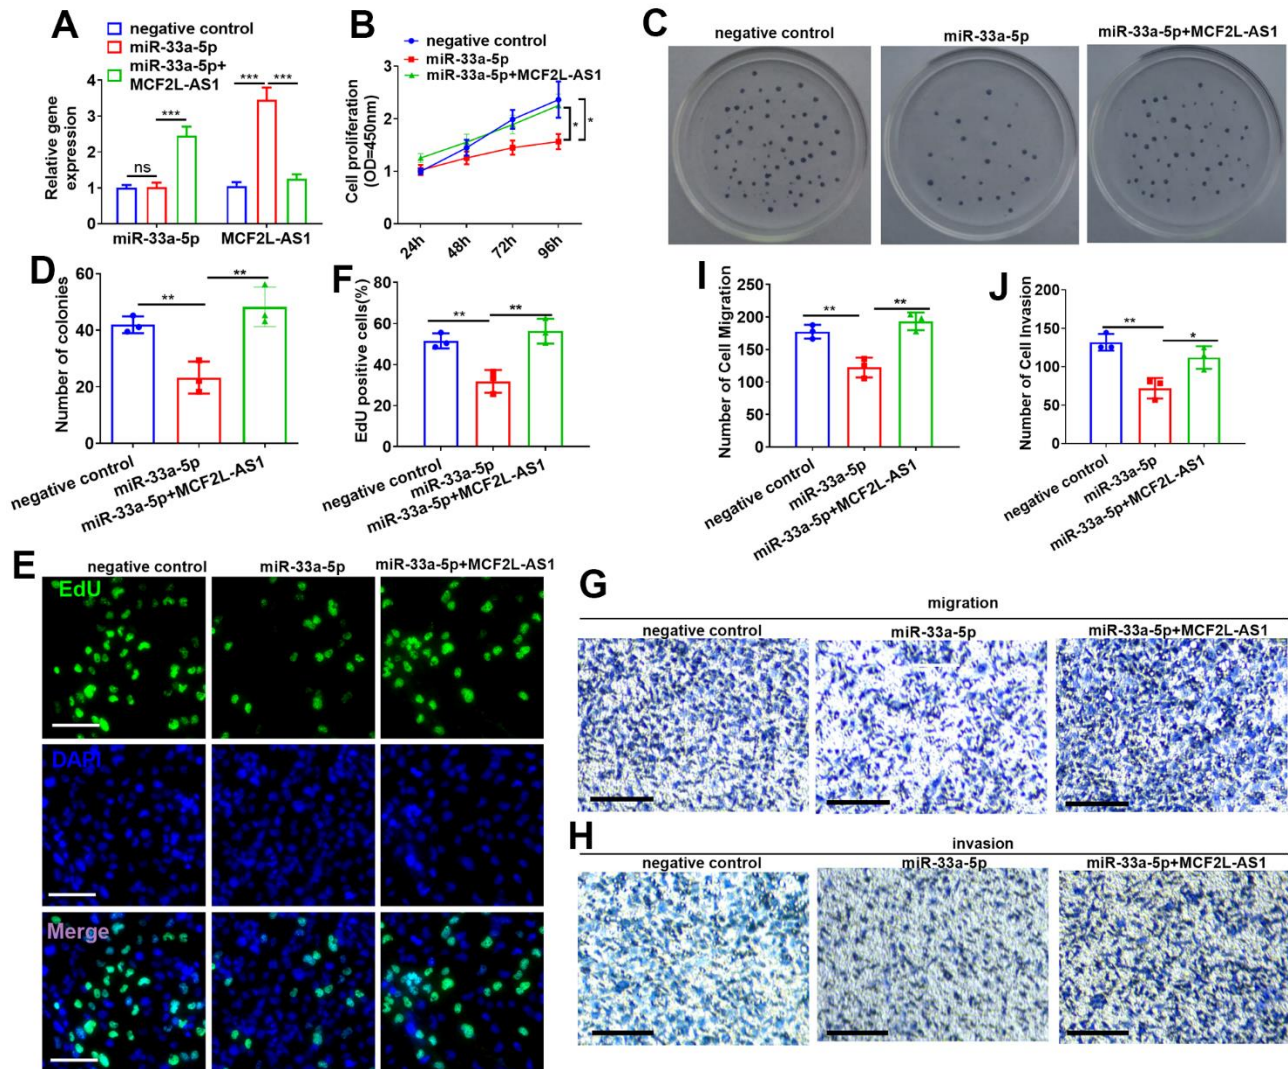 A
negative control
miR-33a-5p
miR-33a-5p+
MCF2L-AS1
Relative gene
expression
4
3
2
1
0
ns
***
***
***
miR-33a-5p
MCF2L-AS1
B
negative control
miR-33a-5p
miR-33a-5p+MCF2L-AS1
Cell proliferation
(OD=450nm)
3
2
1
0
*
*
24h
48h
72h
96h
C
negative control
miR-33a-5p
miR-33a-5p+MCF2L-AS1
D
Number of colonies
60
40
20
0
**
**
negative control
miR-33a-5p
miR-33a-5p+MCF2L-AS1
F
EdU positive cells(%)
80
60
40
20
0
**
**
negative control
miR-33a-5p
miR-33a-5p+MCF2L-AS1
I
Number of Cell Migration
250
200
150
100
50
0
**
**
negative control
miR-33a-5p
miR-33a-5p+MCF2L-AS1
J
Number of Cell Invasion
200
150
100
50
0
**
*
negative control
miR-33a-5p
miR-33a-5p+MCF2L-AS1
E
negative control
miR-33a-5p
miR-33a-5p+MCF2L-AS1
EdU
DAPI
Merge
G
migration
negative control
miR-33a-5p
miR-33a-5p+MCF2L-AS1
H
invasion
negative control
miR-33a-5p
miR-33a-5p+MCF2L-AS1